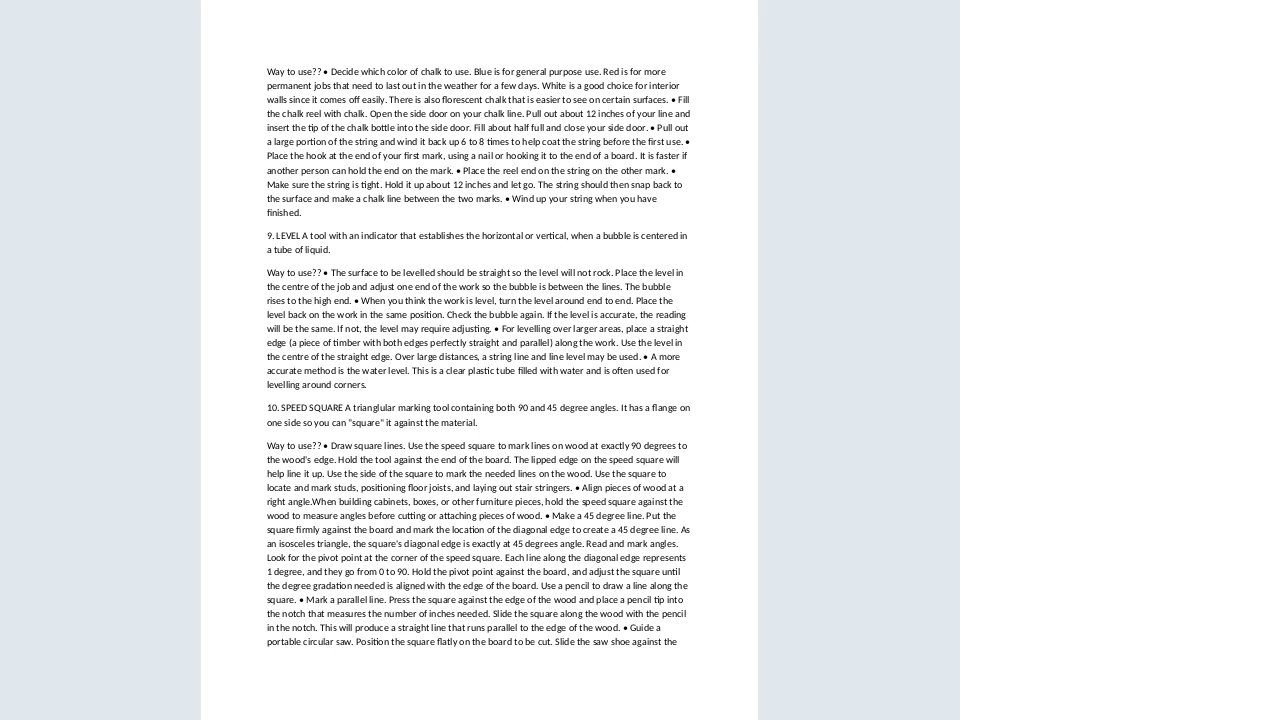 Way to use?? • Decide which color of chalk to use. Blue is for general purpose use. Red is for more
permanent jobs that need to last out in the weather for a few days. White is a good choice for interior
walls since it comes off easily. There is also florescent chalk that is easier to see on certain surfaces. • Fill
the chalk reel with chalk. Open the side door on your chalk line. Pull out about 12 inches of your line and
insert the tip of the chalk bottle into the side door. Fill about half full and close your side door. • Pull out
a large portion of the string and wind it back up 6 to 8 times to help coat the string before the first use. •
Place the hook at the end of your first mark, using a nail or hooking it to the end of a board. It is faster if
another person can hold the end on the mark. • Place the reel end on the string on the other mark. •
Make sure the string is tight. Hold it up about 12 inches and let go. The string should then snap back to
the surface and make a chalk line between the two marks. • Wind up your string when you have
finished.
9. LEVEL A tool with an indicator that establishes the horizontal or vertical, when a bubble is centered in
a tube of liquid.
Way to use?? • The surface to be levelled should be straight so the level will not rock. Place the level in
the centre of the job and adjust one end of the work so the bubble is between the lines. The bubble
rises to the high end. • When you think the work is level, turn the level around end to end. Place the
level back on the work in the same position. Check the bubble again. If the level is accurate, the reading
will be the same. If not, the level may require adjusting. • For levelling over larger areas, place a straight
edge (a piece of timber with both edges perfectly straight and parallel) along the work. Use the level in
the centre of the straight edge. Over large distances, a string line and line level may be used. • A more
accurate method is the water level. This is a clear plastic tube filled with water and is often used for
levelling around corners.
10. SPEED SQUARE A trianglular marking tool containing both 90 and 45 degree angles. It has a flange on
one side so you can "square" it against the material.
Way to use?? • Draw square lines. Use the speed square to mark lines on wood at exactly 90 degrees to
the wood's edge. Hold the tool against the end of the board. The lipped edge on the speed square will
help line it up. Use the side of the square to mark the needed lines on the wood. Use the square to
locate and mark studs, positioning floor joists, and laying out stair stringers. • Align pieces of wood at a
right angle.When building cabinets, boxes, or other furniture pieces, hold the speed square against the
wood to measure angles before cutting or attaching pieces of wood. • Make a 45 degree line. Put the
square firmly against the board and mark the location of the diagonal edge to create a 45 degree line. As
an isosceles triangle, the square's diagonal edge is exactly at 45 degrees angle. Read and mark angles.
Look for the pivot point at the corner of the speed square. Each line along the diagonal edge represents
1 degree, and they go from 0 to 90. Hold the pivot point against the board, and adjust the square until
the degree gradation needed is aligned with the edge of the board. Use a pencil to draw a line along the
square. • Mark a parallel line. Press the square against the edge of the wood and place a pencil tip into
the notch that measures the number of inches needed. Slide the square along the wood with the pencil
in the notch. This will produce a straight line that runs parallel to the edge of the wood. • Guide a
portable circular saw. Position the square flatly on the board to be cut. Slide the saw shoe against the